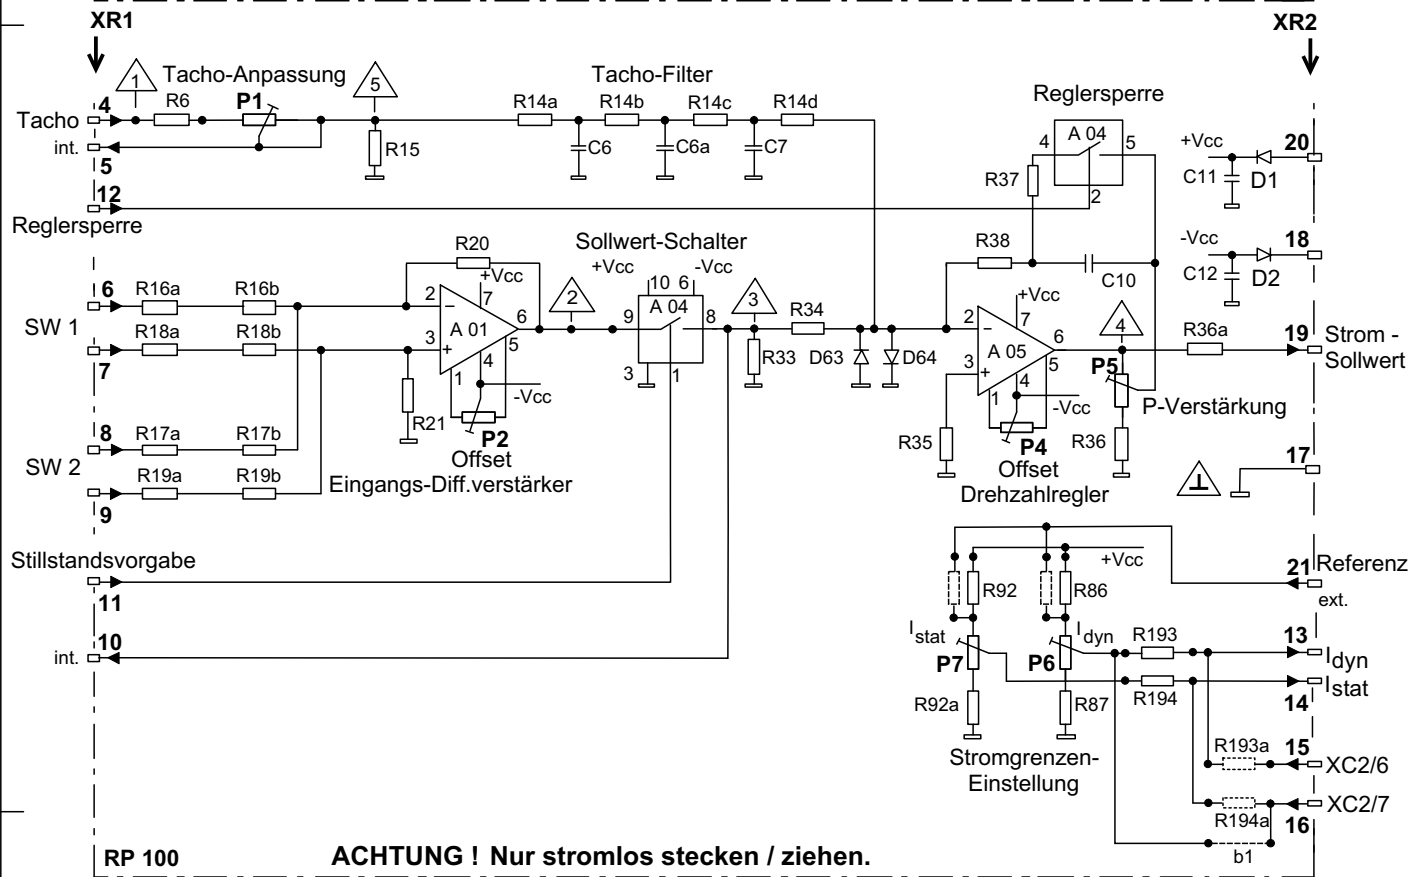 XR1
XR2
1
Tacho-Anpassung
5
Tacho-Filter
Reglersperre
4
R6
P1
R14a
R14b
R14c
R14d
Tacho
int.
5
R15
C6
C6a
C7
4
A 04
5
2
R37
+Vcc
20
C11
D1
12
Reglersperre
-Vcc
18
C12
D2
R20
Sollwert-Schalter
R38
C10
6
R16a
R16b
+Vcc
2
7
2
+Vcc
-Vcc
10
6
A 04
9
8
3
1
3
R34
SW 1
R18a
R18b
7
3
A 01
6
5
4
1
-Vcc
R21
P2
Offset
Eingangs-Diff.verstärker
R33
D63
D64
2
+Vcc
7
3
A 05
6
5
4
1
-Vcc
4
R36a
19
Strom -
Sollwert
P5
P-Verstärkung
R35
P4
Offset
Drehzahlregler
R36
8
R17a
R17b
SW 2
R19a
R19b
9
17
Stillstandsvorgabe
11
+Vcc
21
Referenz
ext.
R92
R86
10
int.
Istat
P7
Idyn
P6
R193
13
Idyn
R194
Istat
14
R92a
R87
Stromgrenzen-
Einstellung
R193a
15
XC2/6
XC2/7
R194a
16
b1
RP 100
ACHTUNG ! Nur stromlos stecken / ziehen.